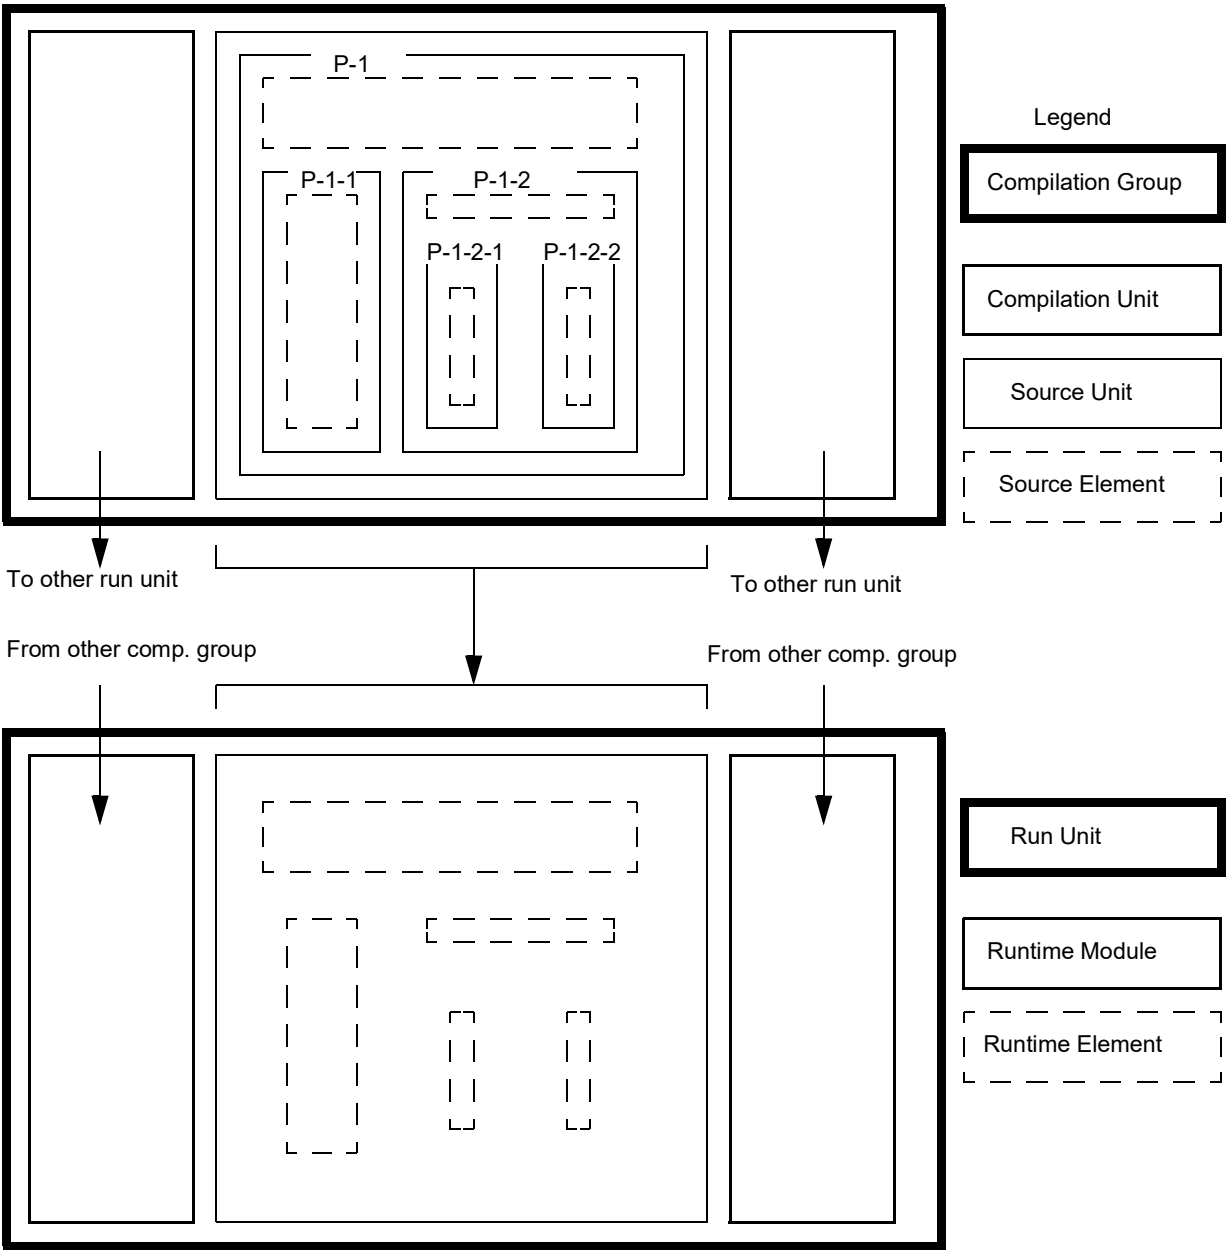 P-1
P-1-1
P-1-2
P-1-2-1
P-1-2-2
Legend
Compilation Group
Compilation Unit
Source Unit
Source Element
To other run unit
To other run unit
From other comp. group
From other comp. group
Run Unit
Runtime Module
Runtime Element